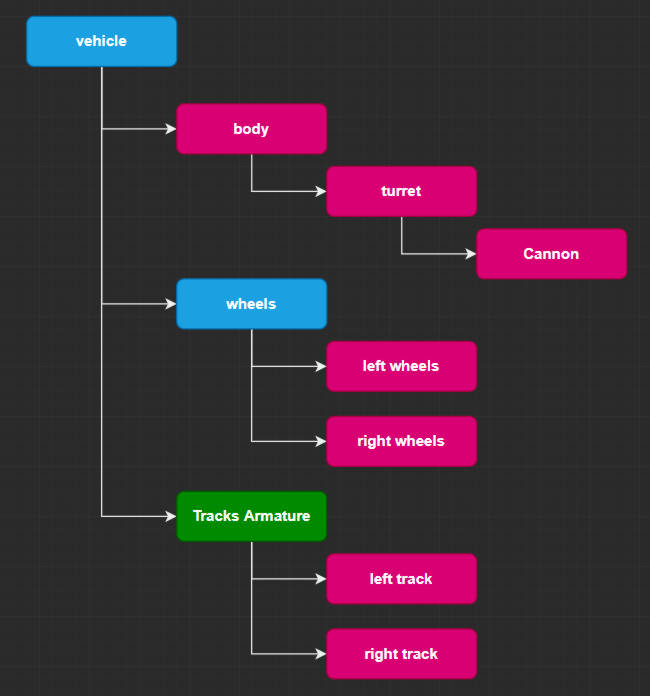 vehicle
body
turret
Cannon
wheels
left wheels
right wheels
Tracks Armature
left track
right track